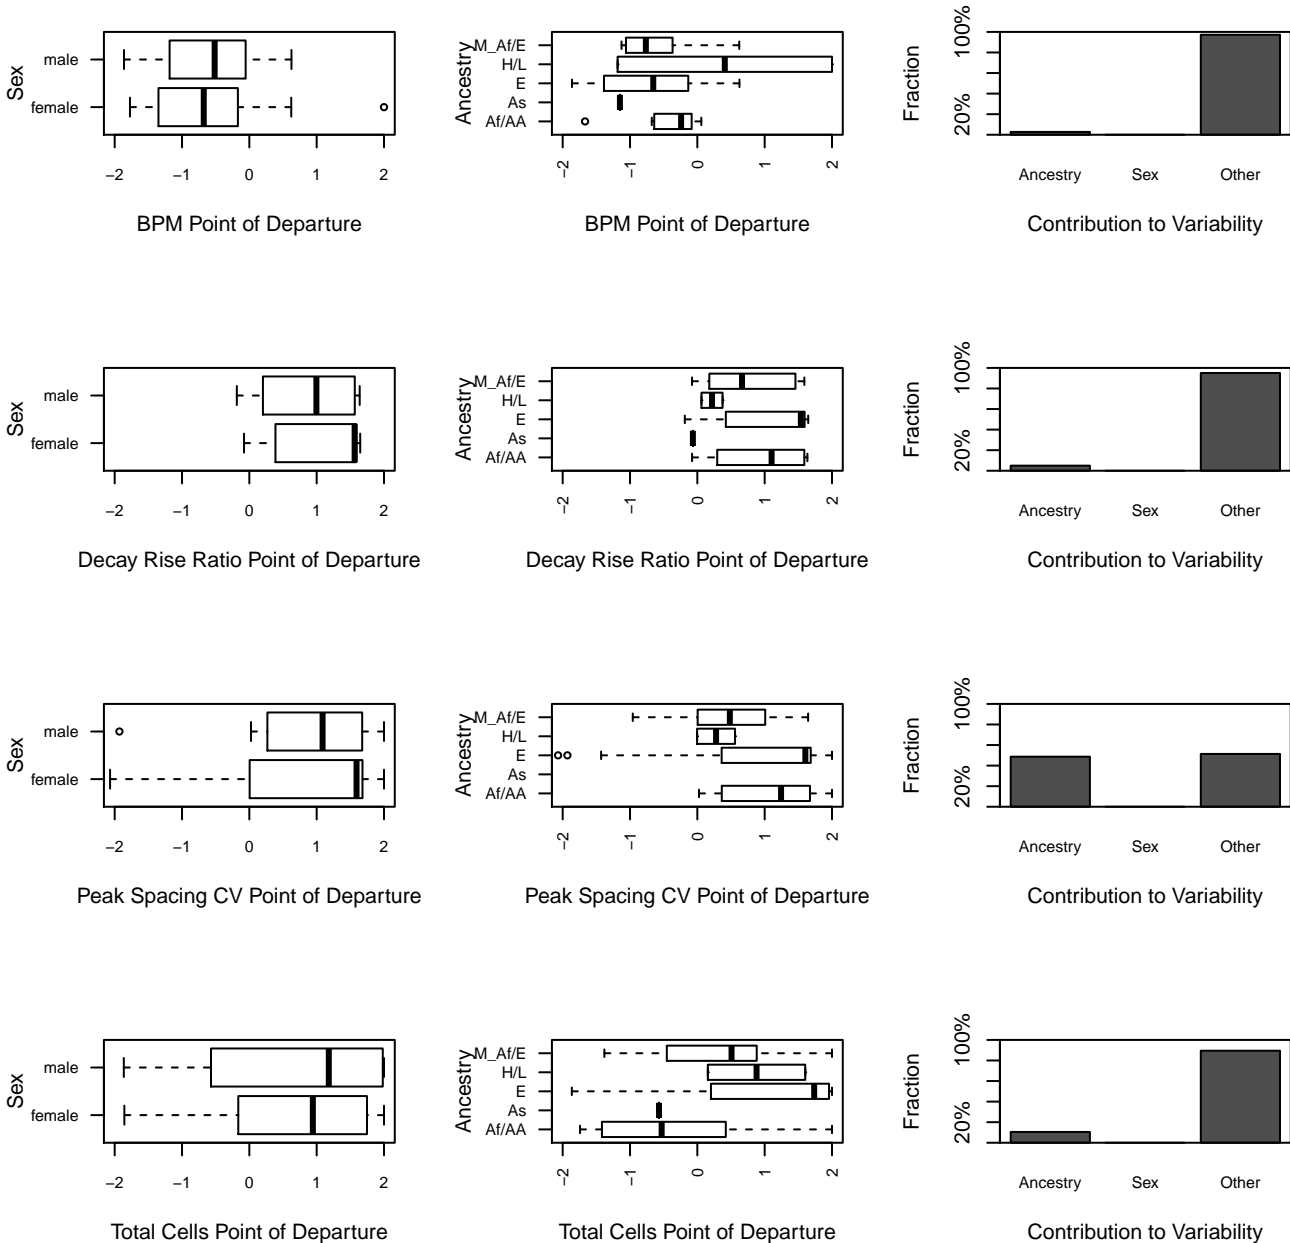 Sex
male
female
−2 −1 0 1 2
BPM Point of Departure
Ancestry
M_Af/E
H/L
E
As
Af/AA
−2 −1 0 1 2
BPM Point of Departure
Fraction
20% 100%
Ancestry Sex Other
Contribution to Variability
Sex
male
female
−2 −1 0 1 2
Decay Rise Ratio Point of Departure
Ancestry
M_Af/E
H/L
E
As
Af/AA
−2 −1 0 1 2
Decay Rise Ratio Point of Departure
Fraction
20% 100%
Ancestry Sex Other
Contribution to Variability
Sex
male
female
−2 −1 0 1 2
Peak Spacing CV Point of Departure
Ancestry
M_Af/E
H/L
E
As
Af/AA
−2 −1 0 1 2
Peak Spacing CV Point of Departure
Fraction
20% 100%
Ancestry Sex Other
Contribution to Variability
Sex
male
female
−2 −1 0 1 2
Total Cells Point of Departure
Ancestry
M_Af/E
H/L
E
As
Af/AA
−2 −1 0 1 2
Total Cells Point of Departure
Fraction
20% 100%
Ancestry Sex Other
Contribution to Variability